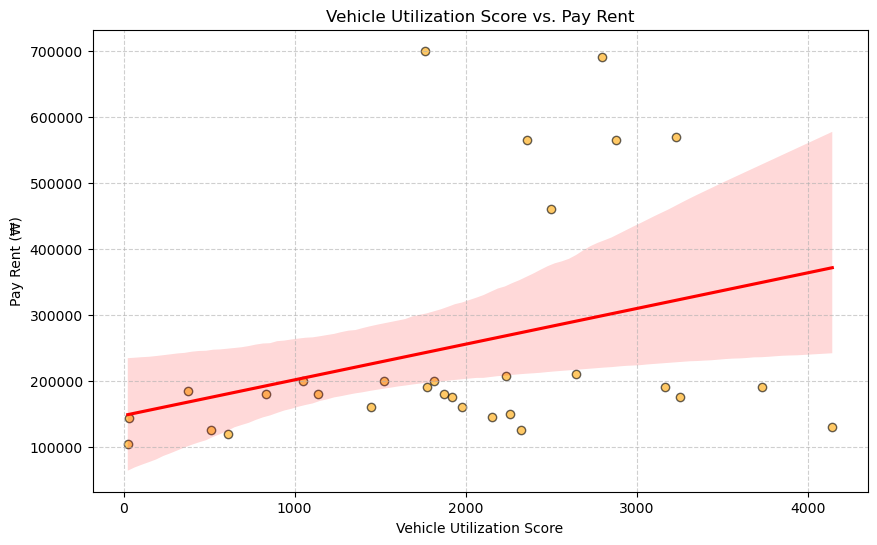 Vehicle Utilization Score vs. Pay Rent
Pay Rent (₩)
700000
600000
500000
400000
300000
200000
100000
0 1000 2000 3000 4000
Vehicle Utilization Score